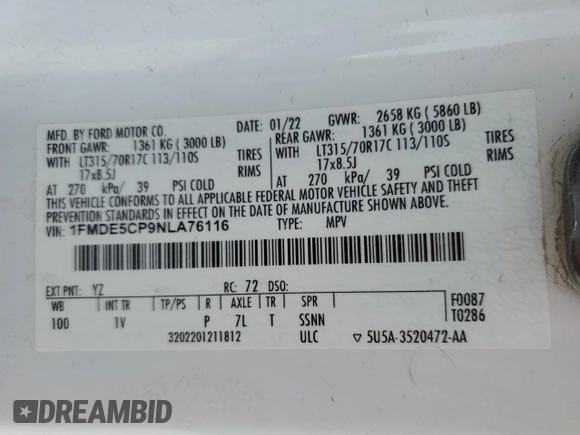 MFD. BY FORD MOTOR CO.
DATE: 01/22 GVWR: 2658 KG ( 5860 LB)
FRONT GAWR: 1361 KG ( 3000 LB)
REAR GAWR: 1361 KG ( 3000 LB)
WITH LT315/70R17C 113/110S TIRES
WITH LT315/70R17C 113/110S TIRES
17x8.5J RIMS
17x8.5J RIMS
AT 270 kPa/ 39 PSI COLD
AT 270 kPa/ 39 PSI COLD
THIS VEHICLE CONFORMS TO ALL APPLICABLE FEDERAL MOTOR VEHICLE SAFETY AND THEFT
PREVENTION STANDARDS IN EFFECT ON THE DATE OF MANUFACTURE SHOWN ABOVE.
VIN: 1FMDE5CP9NLA76116 TYPE: MPV
EXT PNT: YZ RC: 72 DSO:
WB INT TR TP/PS R AXLE TR SPR F0087
100 1V P 7L T SSNN T0286
3202201211812 ULC ▽ 5U5A-3520472-AA
DREAMBID